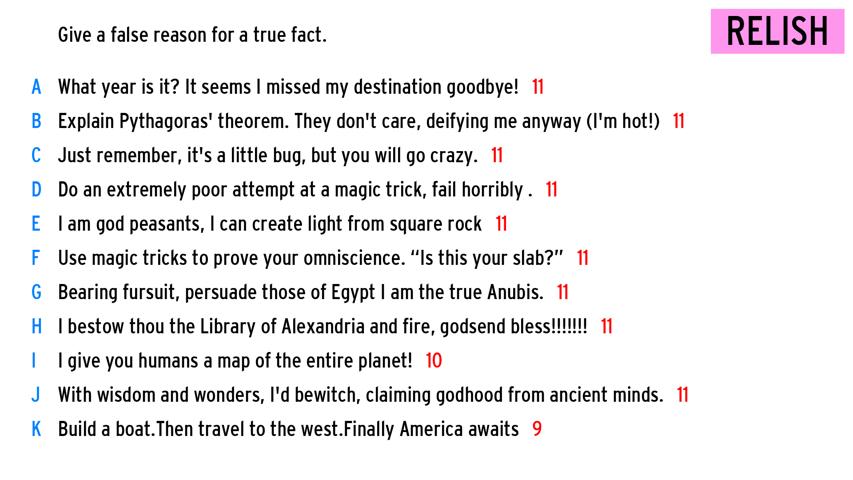 Give a false reason for a true fact.
RELISH
A What year is it? It seems I missed my destination goodbye! 11
B Explain Pythagoras' theorem. They don't care, deifying me anyway (I'm hot!) 11
C Just remember, it's a little bug, but you will go crazy. 11
D Do an extremely poor attempt at a magic trick, fail horribly . 11
E I am god peasants, I can create light from square rock 11
F Use magic tricks to prove your omniscience. “Is this your slab?” 11
G Bearing fursuit, persuade those of Egypt I am the true Anubis. 11
H I bestow thou the Library of Alexandria and fire, godsend bless!!!!!!! 11
I I give you humans a map of the entire planet! 10
J With wisdom and wonders, I'd bewitch, claiming godhood from ancient minds. 11
K Build a boat.Then travel to the west.Finally America awaits 9